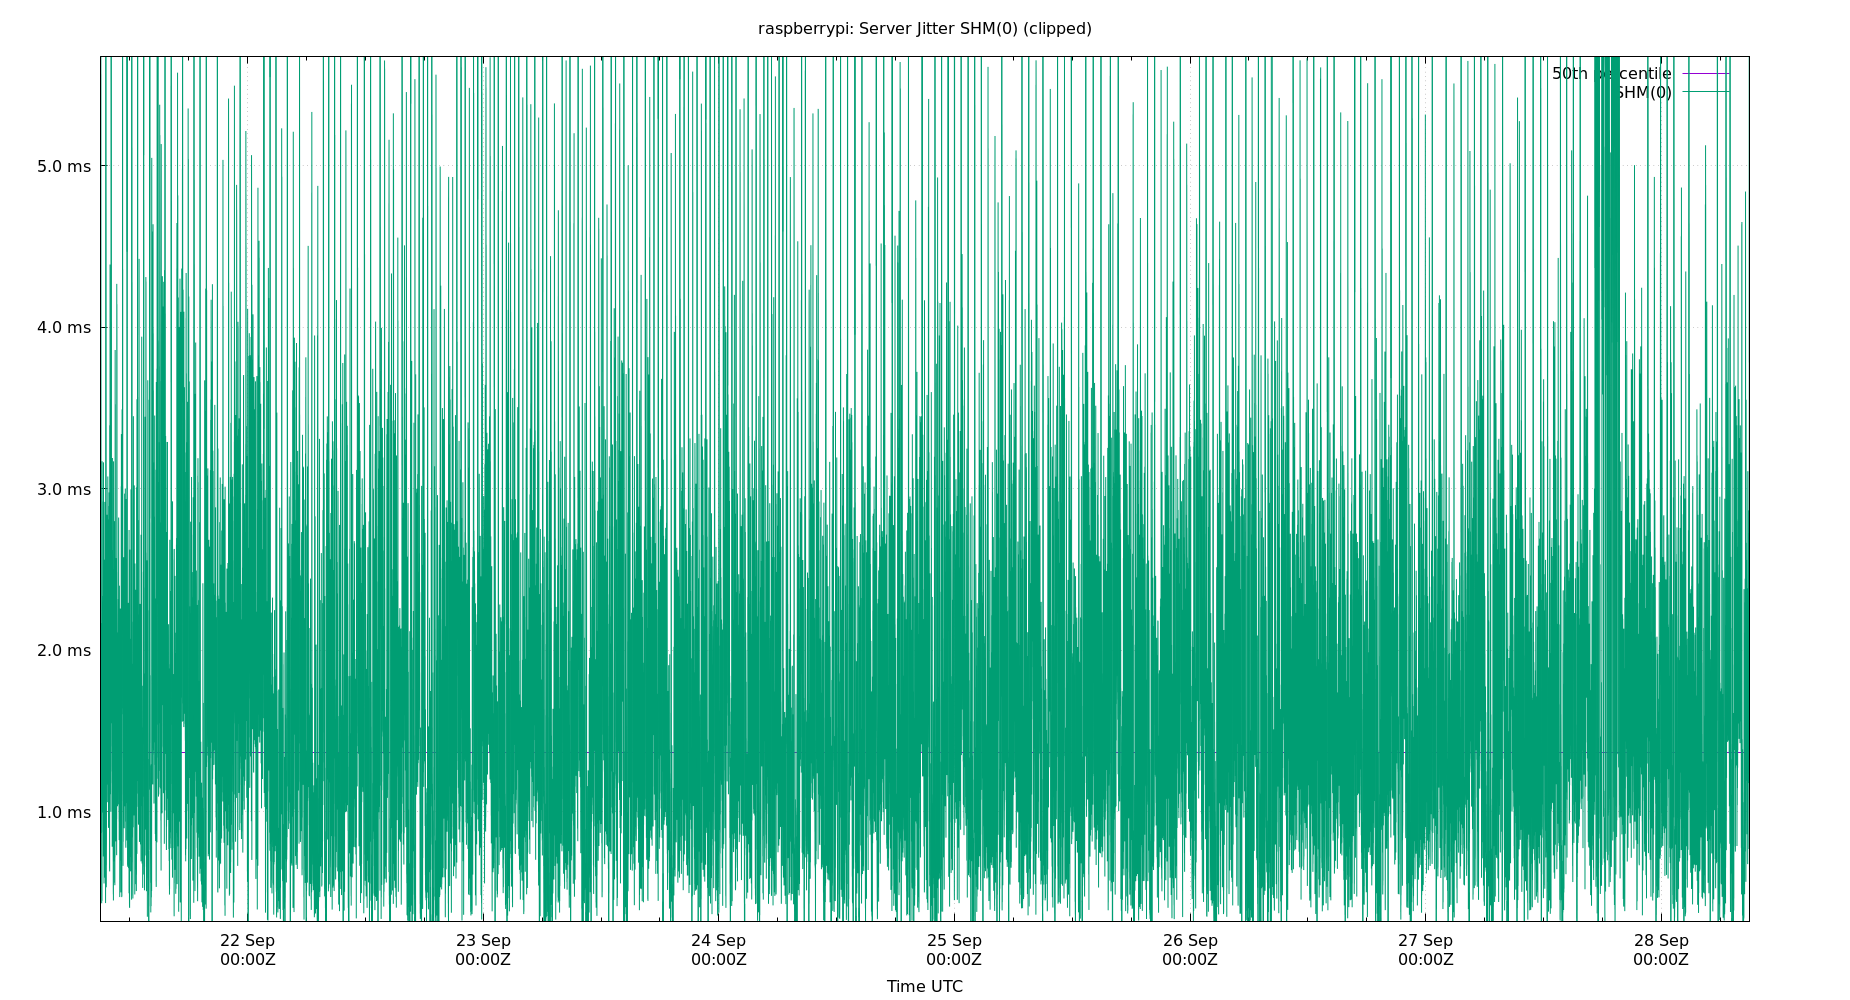 raspberrypi: Server Jitter SHM(0) (clipped)
50th percentile
SHM(0)
5.0 ms
4.0 ms
3.0 ms
2.0 ms
1.0 ms
22 Sep
00:00Z
23 Sep
00:00Z
24 Sep
00:00Z
25 Sep
00:00Z
26 Sep
00:00Z
27 Sep
00:00Z
28 Sep
00:00Z
Time UTC